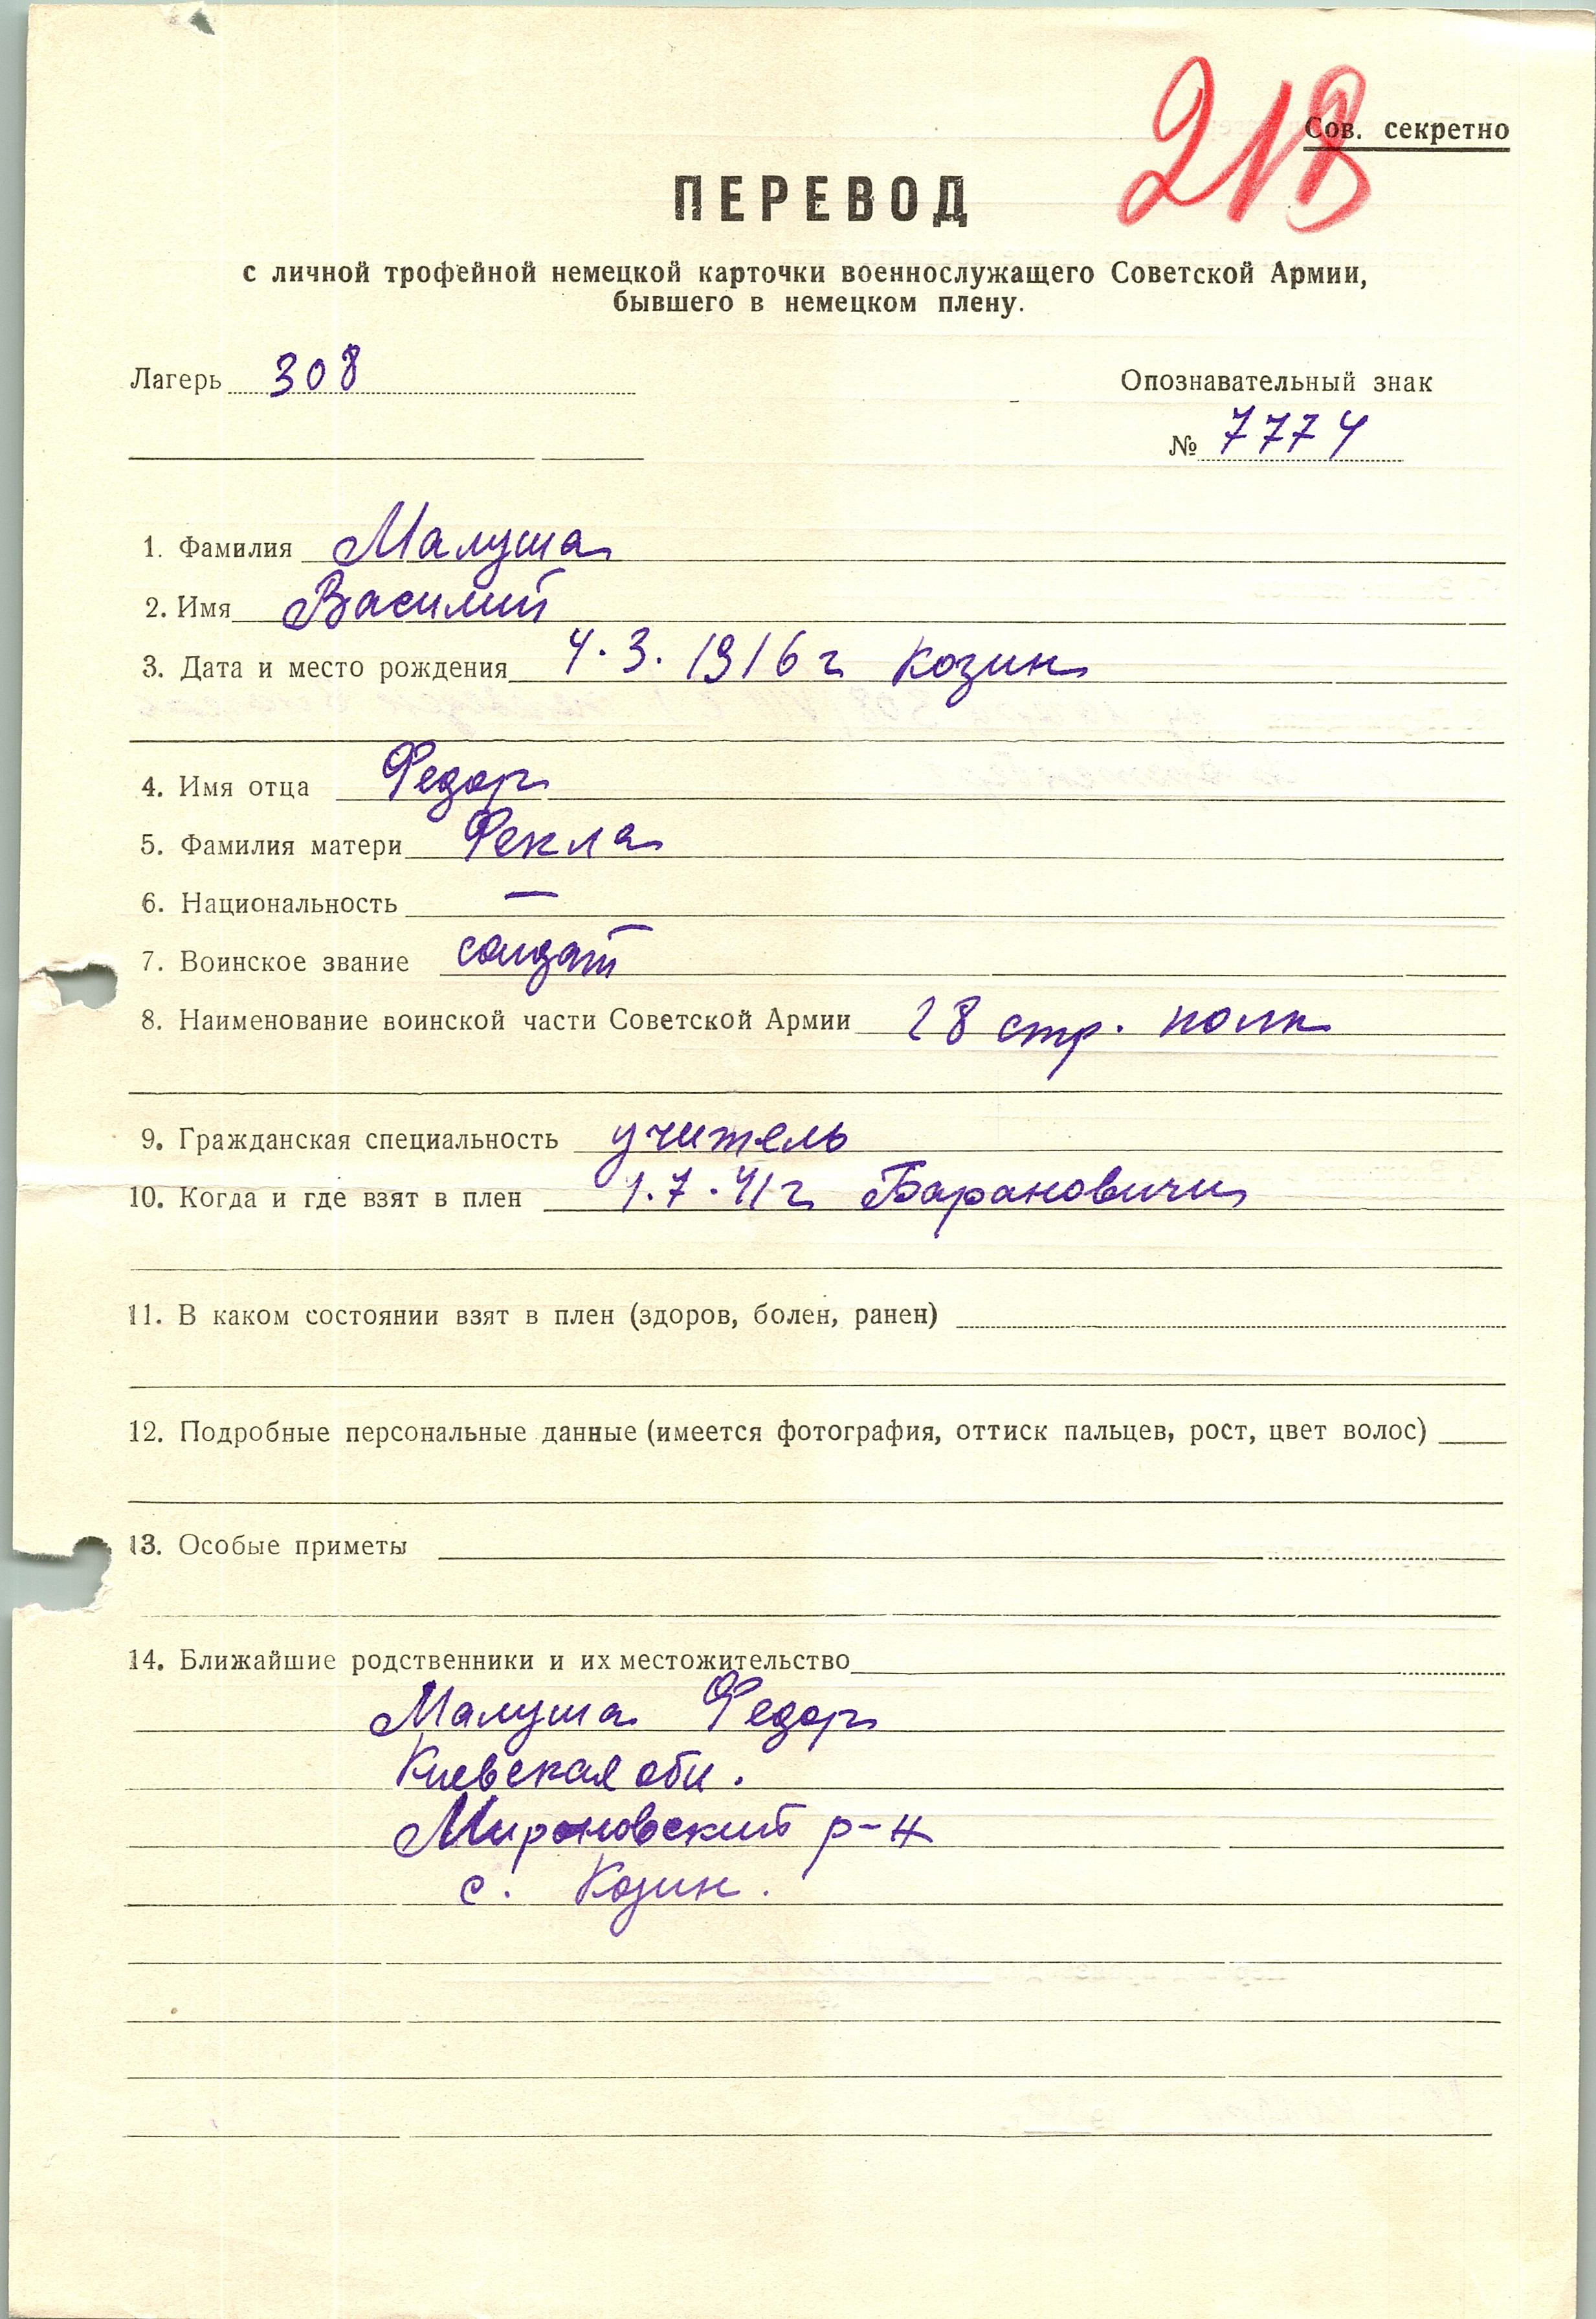 218
Сов. секретно
ПЕРЕВОД
с личной трофейной немецкой карточки военнослужащего Советской Армии,
бывшего в немецком плену.
Лагерь 308
Опознавательный знак
№ 7774
1. Фамилия Малуша
2. Имя Василий
3. Дата и место рождения 4.3.1916 г Козин
4. Имя отца Федор
5. Фамилия матери Фекла
6. Национальность —
7. Воинское звание солдат
8. Наименование воинской части Советской Армии 28 стр. полк
9. Гражданская специальность учитель
10. Когда и где взят в плен 1.7.41 г Барановичи
11. В каком состоянии взят в плен (здоров, болен, ранен)
12. Подробные персональные данные (имеется фотография, оттиск пальцев, рост, цвет волос)
13. Особые приметы
14. Ближайшие родственники и их местожительство
Малуша Федор
Киевская обл.
Мироновский р-н
с. Козин.